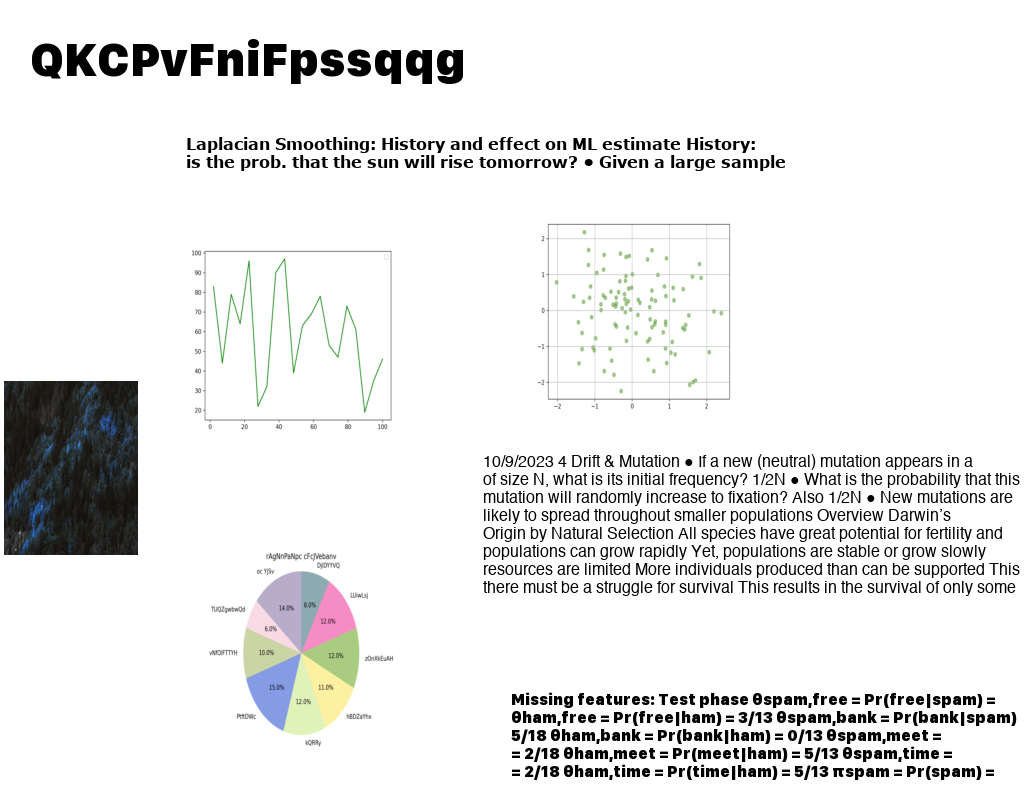 QKCPvFniFpssqqg
Laplacian Smoothing: History and effect on ML estimate History:
is the prob. that the sun will rise tomorrow? ● Given a large sample
100
90
80
70
60
50
40
30
20
0 20 40 60 80 100
2
1
0
−1
−2
−2 −1 0 1 2
10/9/2023 4 Drift & Mutation ● If a new (neutral) mutation appears in a
of size N, what is its initial frequency? 1/2N ● What is the probability that this
mutation will randomly increase to fixation? Also 1/2N ● New mutations are
likely to spread throughout smaller populations Overview Darwin's
Origin by Natural Selection All species have great potential for fertility and
populations can grow rapidly Yet, populations are stable or grow slowly
resources are limited More individuals produced than can be supported This
there must be a struggle for survival This results in the survival of only some
rAgNnPaNpc cFcJVebanv
DJIDYYVQ
oc YJSv
LUiwLsj
TUQZgwbwQd
zOnXkEuAH
vNfOIFTTYH
hBDZaYhx
PtftDWc
kQRRy
8.0%
14.0%
12.0%
6.0%
10.0%
12.0%
15.0%
11.0%
12.0%
Missing features: Test phase θspam,free = Pr(free|spam) =
θham,free = Pr(free|ham) = 3/13 θspam,bank = Pr(bank|spam)
5/18 θham,bank = Pr(bank|ham) = 0/13 θspam,meet =
= 2/18 θham,meet = Pr(meet|ham) = 5/13 θspam,time =
= 2/18 θham,time = Pr(time|ham) = 5/13 πspam = Pr(spam) =